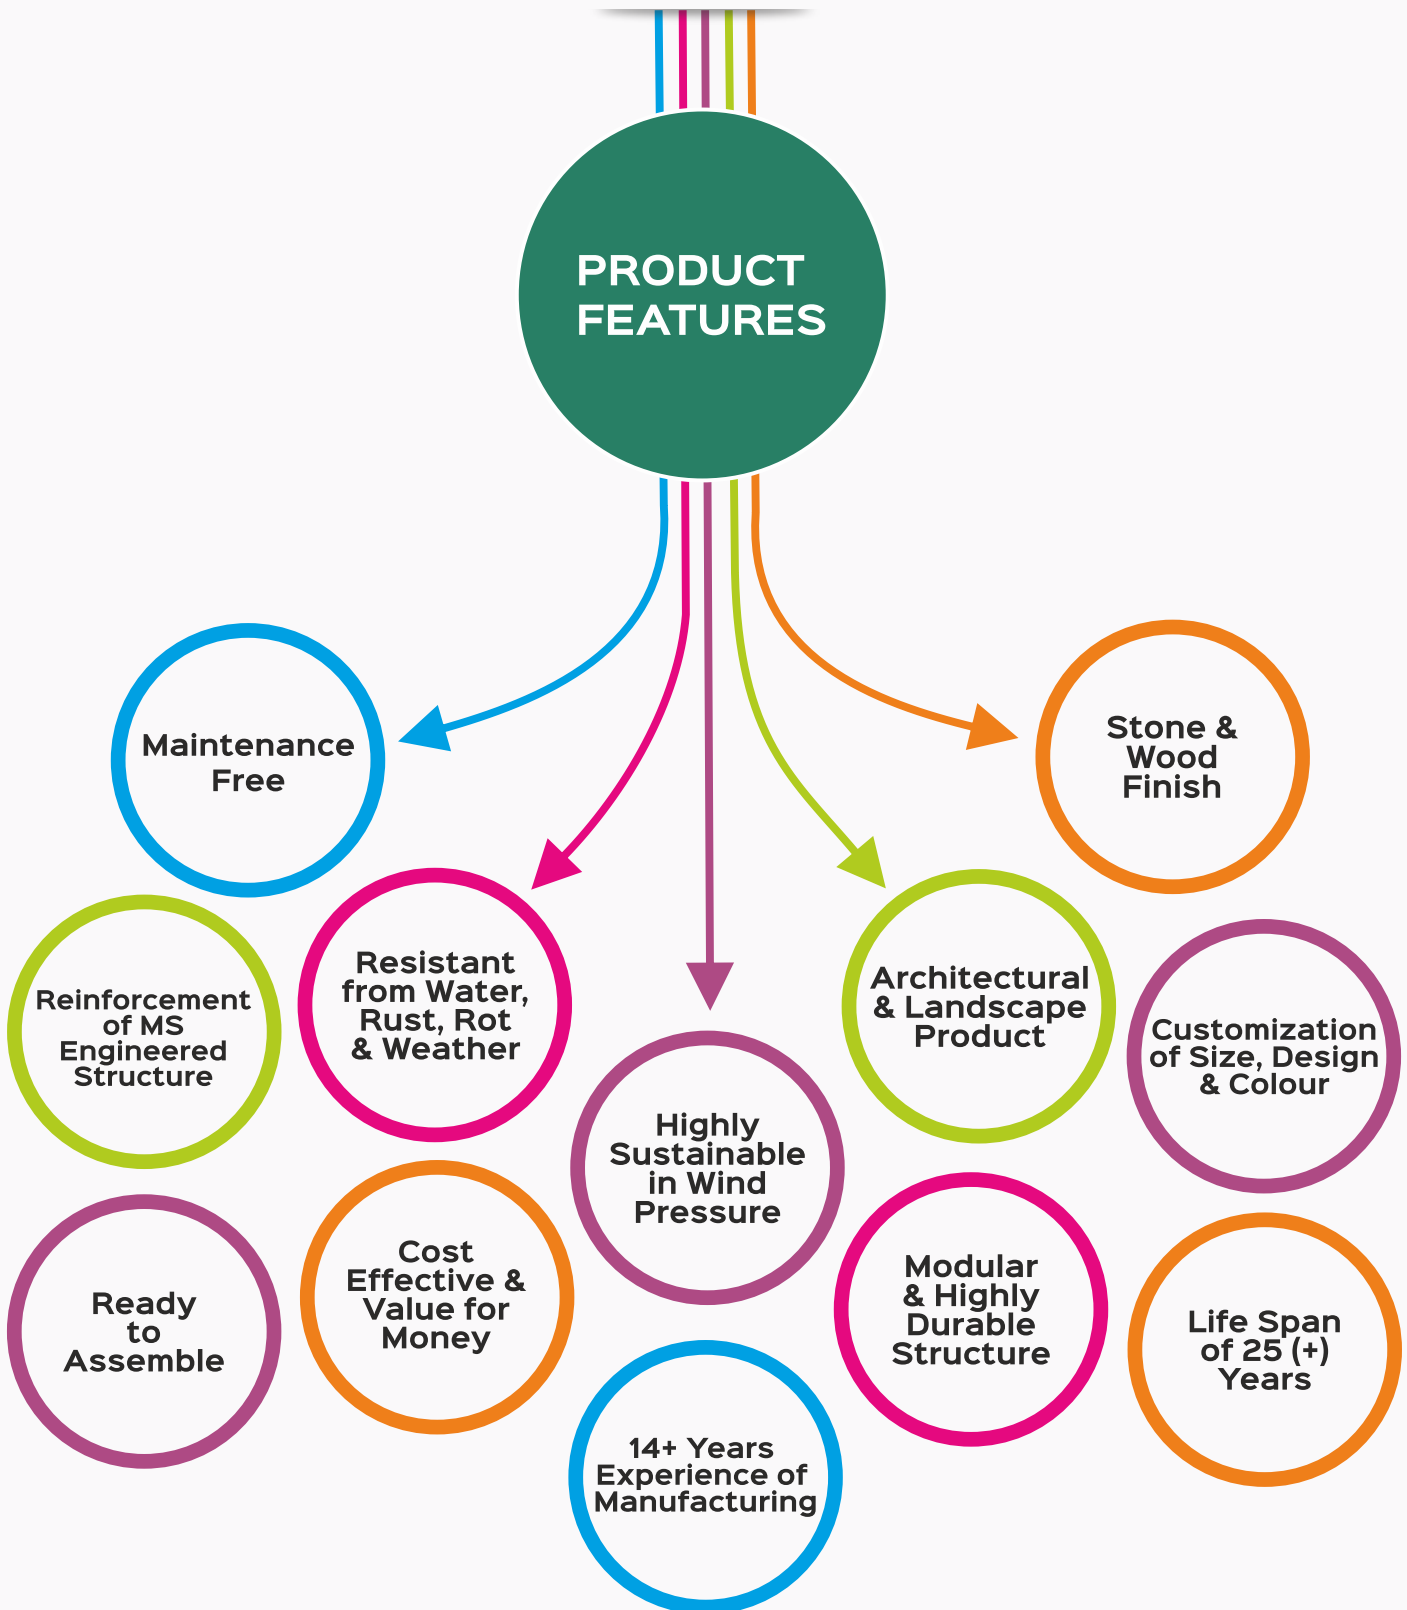 PRODUCT
FEATURES
Maintenance
Free
Stone &
Wood
Finish
Reinforcement
of MS
Engineered
Structure
Resistant
from Water,
Rust, Rot
& Weather
Highly
Sustainable
in Wind
Pressure
Architectural
& Landscape
Product
Customization
of Size, Design
& Colour
Ready
to
Assemble
Cost
Effective &
Value for
Money
14+ Years
Experience of
Manufacturing
Modular
& Highly
Durable
Structure
Life Span
of 25 (+)
Years